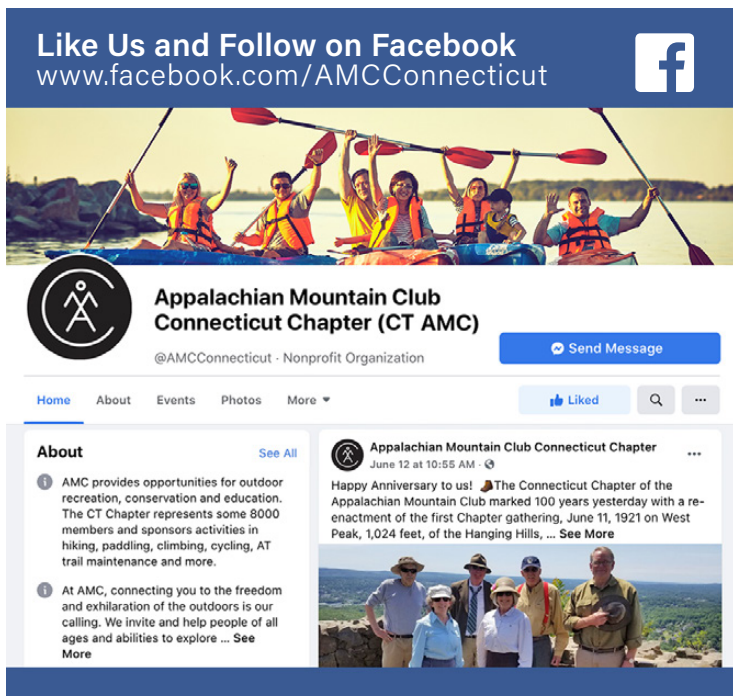 Like Us and Follow on Facebook
www.facebook.com/AMCConnecticut
Appalachian Mountain Club
Connecticut Chapter (CT AMC)
@AMCConnecticut · Nonprofit Organization
Send Message
Home About Events Photos More
Liked
...
About See All
AMC provides opportunities for outdoor
recreation, conservation and education.
The CT Chapter represents some 8000
members and sponsors activities in
hiking, paddling, climbing, cycling, AT
trail maintenance and more.
At AMC, connecting you to the freedom
and exhilaration of the outdoors is our
calling. We invite and help people of all
ages and abilities to explore ... See
More
Appalachian Mountain Club Connecticut Chapter
June 12 at 10:55 AM ·
Happy Anniversary to us! 🥾The Connecticut Chapter of the
Appalachian Mountain Club marked 100 years yesterday with a re-
enactment of the first Chapter gathering, June 11, 1921 on West
Peak, 1,024 feet, of the Hanging Hills, ... See More